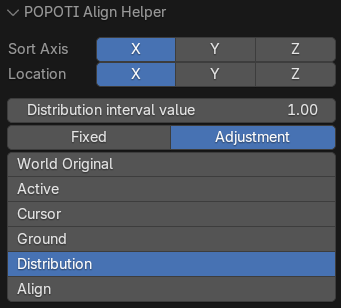 POPOTI Align Helper
Sort Axis X Y Z
Location X Y Z
Distribution interval value 1.00
Fixed Adjustment
World Original
Active
Cursor
Ground
Distribution
Align